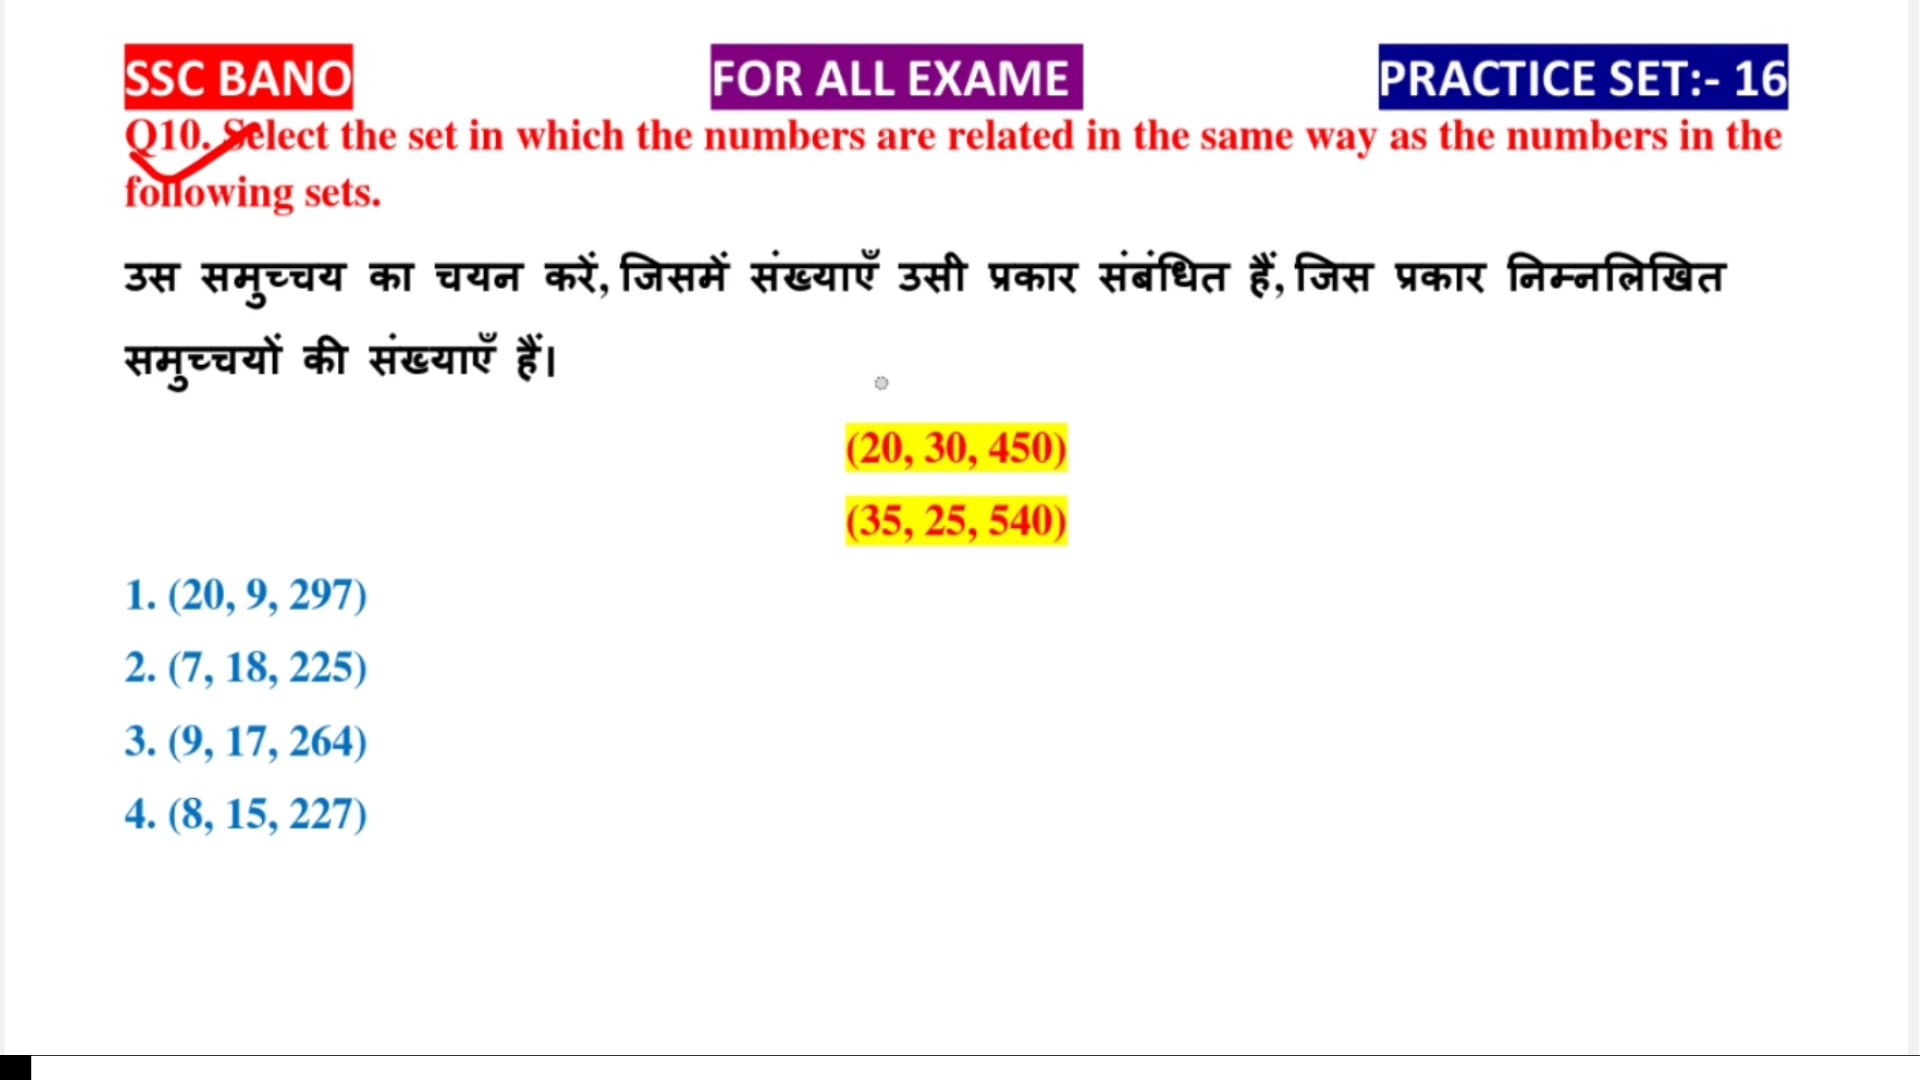 SSC BANO FOR ALL EXAME PRACTICE SET:- 16
Q10. Select the set in which the numbers are related in the same way as the numbers in the
following sets.
उस समुच्चय का चयन करें, जिसमें संख्याएँ उसी प्रकार संबंधित हैं, जिस प्रकार निम्नलिखित
समुच्चयों की संख्याएँ हैं।
(20, 30, 450)
(35, 25, 540)
1. (20, 9, 297)
2. (7, 18, 225)
3. (9, 17, 264)
4. (8, 15, 227)